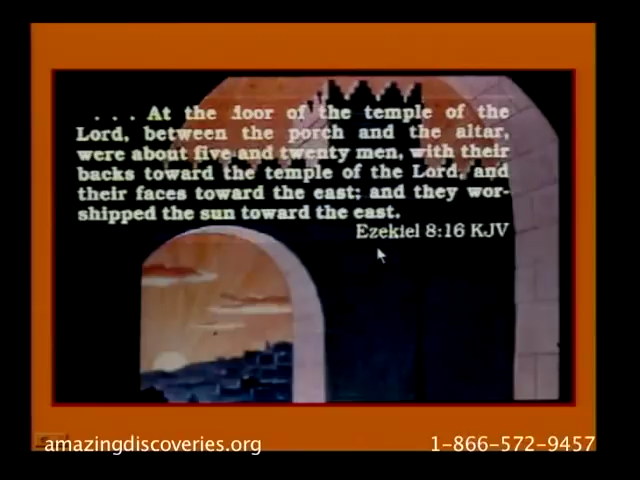 . . . At the door of the temple of the
Lord, between the porch and the altar,
were about five and twenty men, with their
backs toward the temple of the Lord, and
their faces toward the east; and they wor-
shipped the sun toward the east.
Ezekiel 8:16 KJV
amazingdiscoveries.org
1-866-572-9457